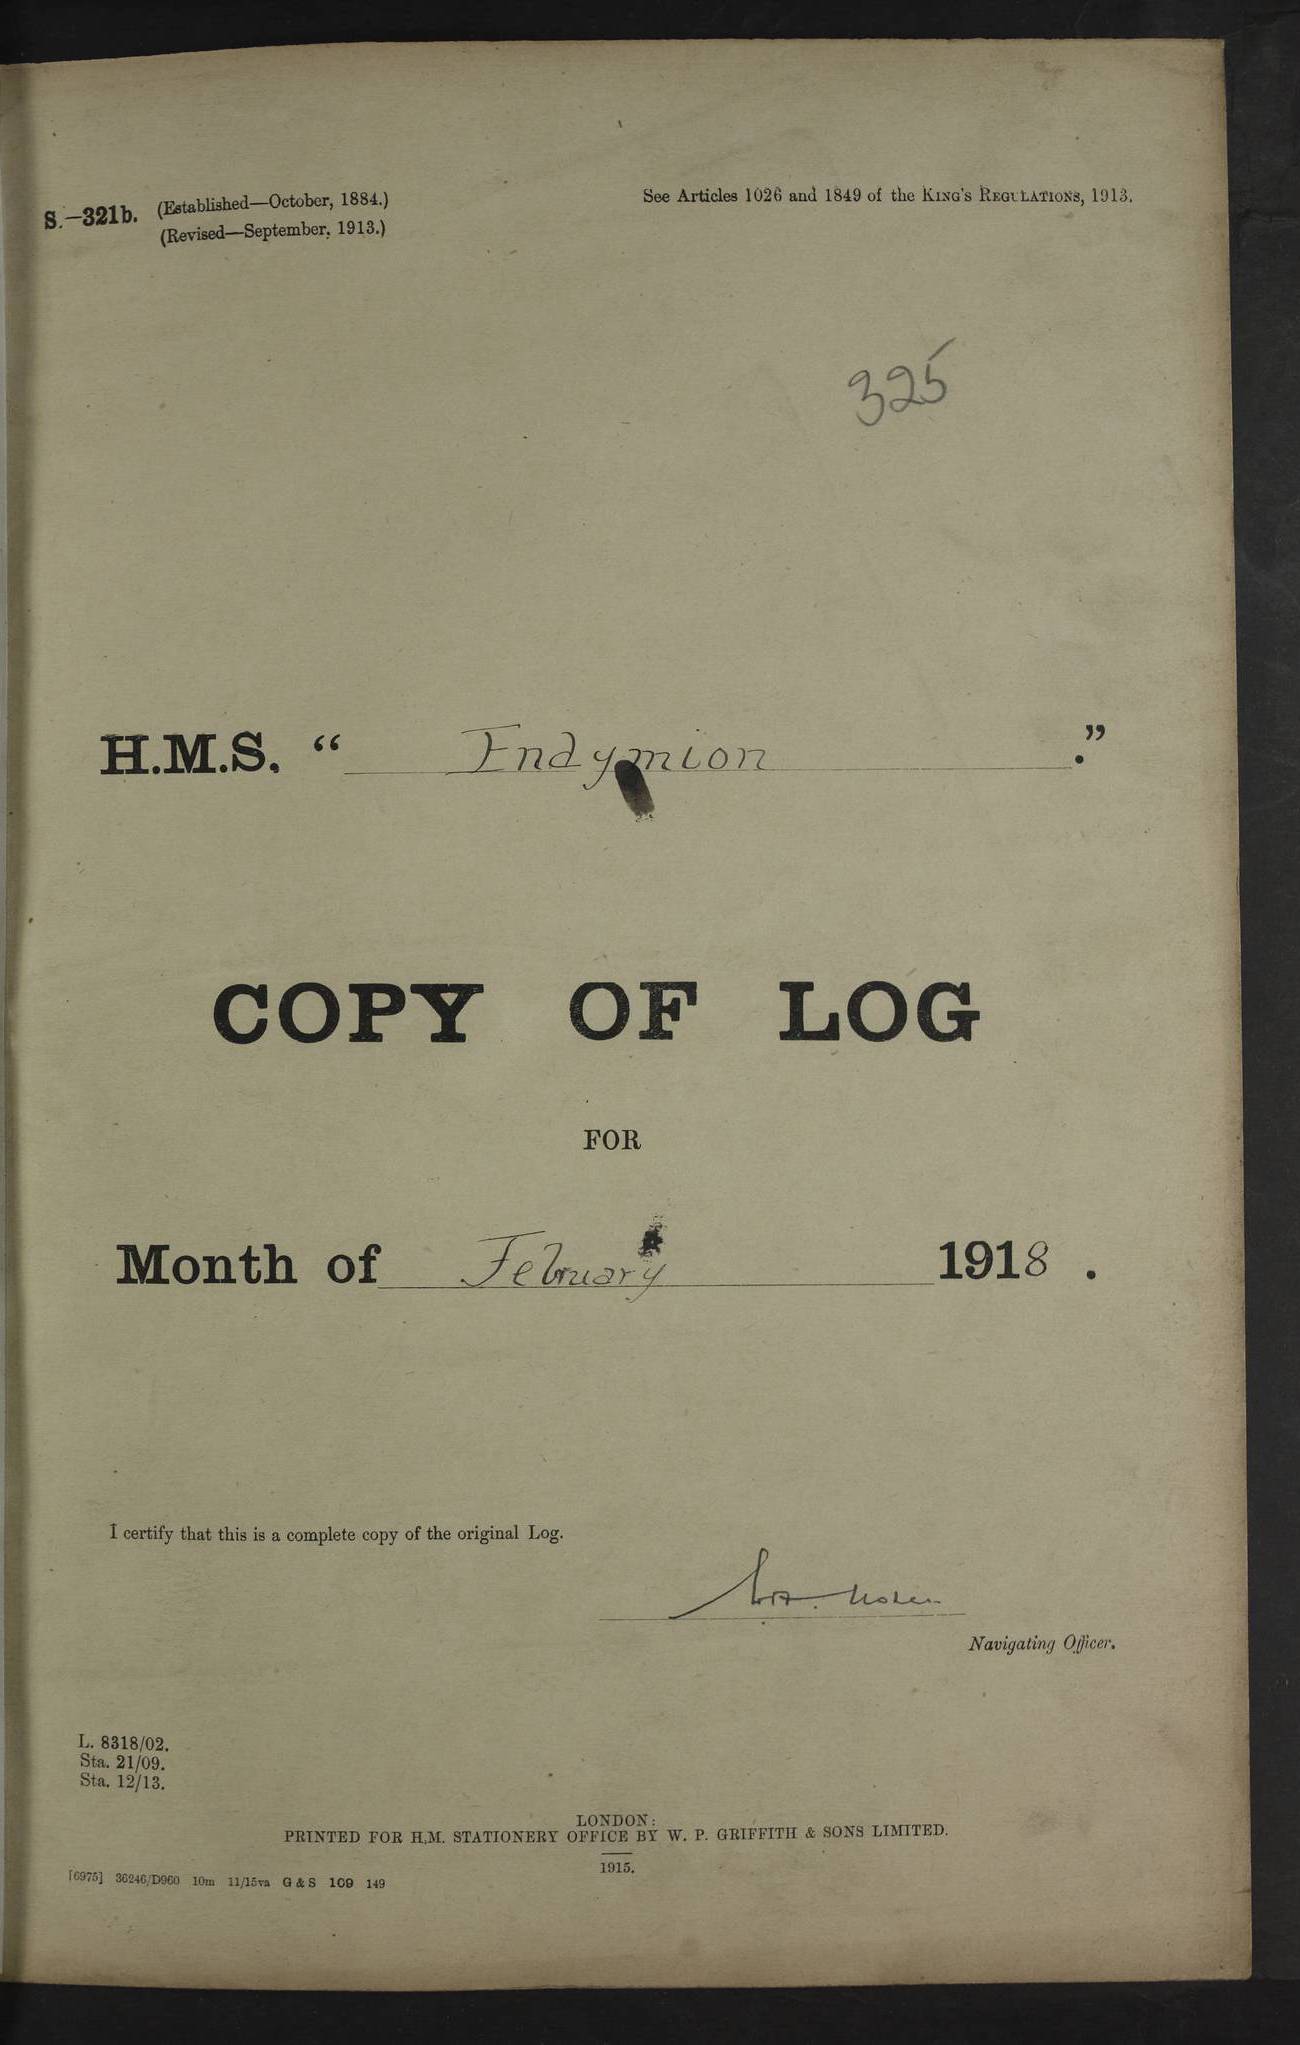 S.—321b. (Established—October, 1884.)
(Revised—September, 1913.)
See Articles 1026 and 1849 of the King's Regulations, 1913.
325
H.M.S. “ Endymion .”
COPY OF LOG
FOR
Month of February 1918 .
I certify that this is a complete copy of the original Log.
Navigating Officer.
L. 8318/02.
Sta. 21/09.
Sta. 12/13.
LONDON:
PRINTED FOR H.M. STATIONERY OFFICE BY W. P. GRIFFITH & SONS LIMITED.
1915.
[6975] 36246/D960 10m 11/15va G & S 109 149